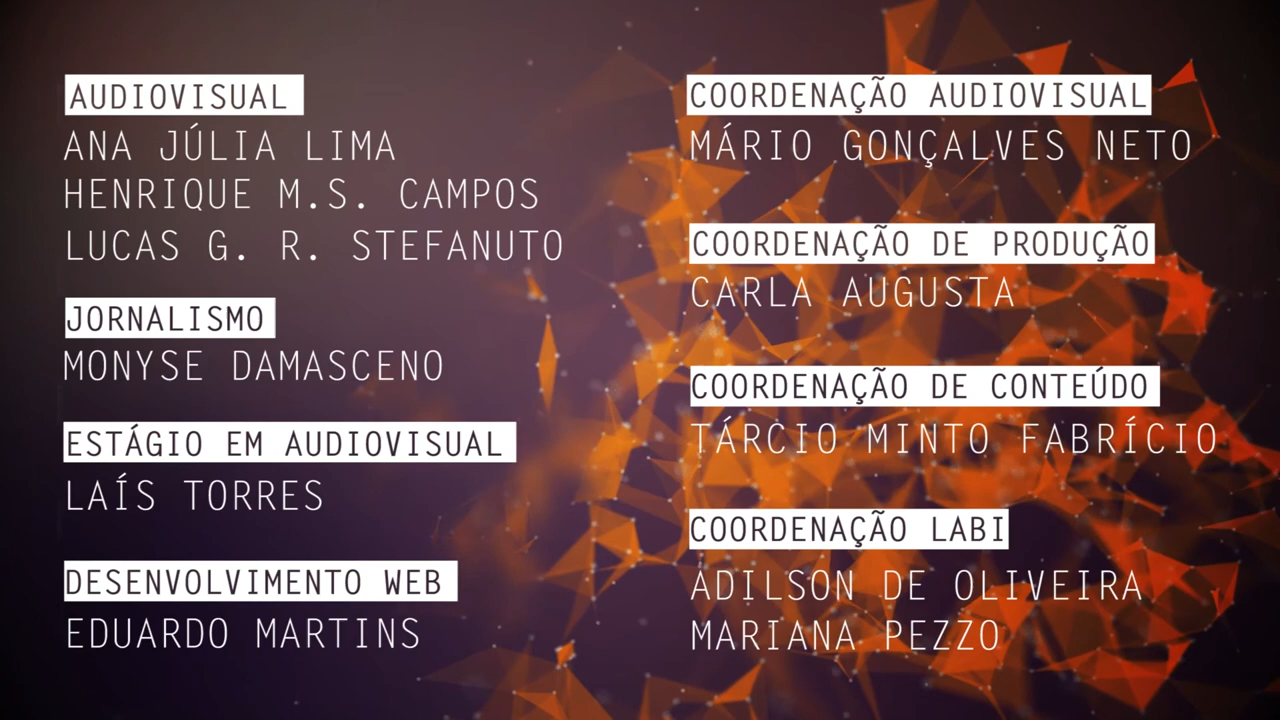 AUDIOVISUAL
ANA JÚLIA LIMA
HENRIQUE M.S. CAMPOS
LUCAS G. R. STEFANUTO
JORNALISMO
MONYSE DAMASCENO
ESTÁGIO EM AUDIOVISUAL
LAÍS TORRES
DESENVOLVIMENTO WEB
EDUARDO MARTINS
COORDENAÇÃO AUDIOVISUAL
MÁRIO GONÇALVES NETO
COORDENAÇÃO DE PRODUÇÃO
CARLA AUGUSTA
COORDENAÇÃO DE CONTEÚDO
TÁRCIO MINTO FABRÍCIO
COORDENAÇÃO LABI
ADILSON DE OLIVEIRA
MARIANA PEZZO